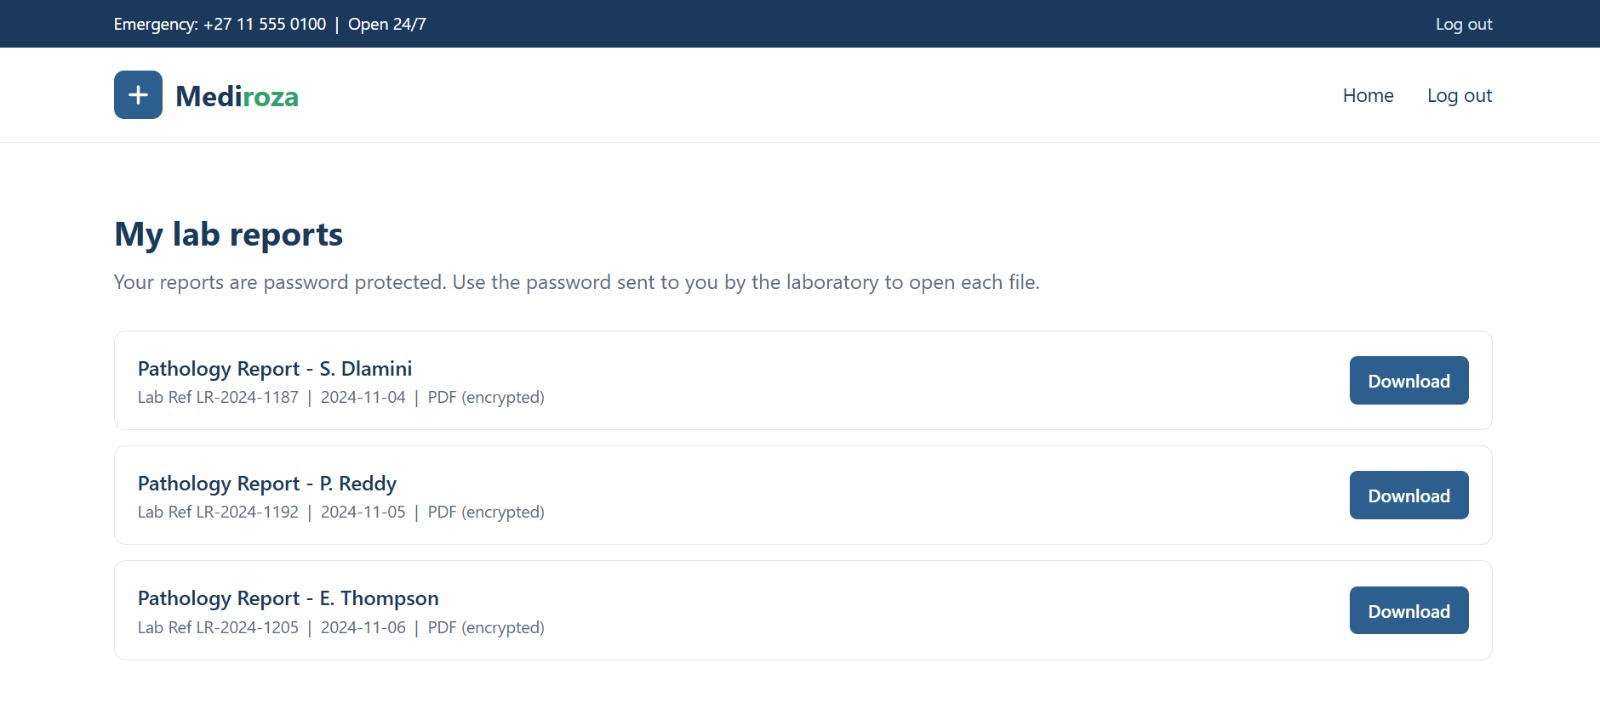 Emergency: +27 11 555 0100 | Open 24/7
Log out
Mediroza
Home
Log out
My lab reports
Your reports are password protected. Use the password sent to you by the laboratory to open each file.
Pathology Report - S. Dlamini
Lab Ref LR-2024-1187 | 2024-11-04 | PDF (encrypted)
Download
Pathology Report - P. Reddy
Lab Ref LR-2024-1192 | 2024-11-05 | PDF (encrypted)
Download
Pathology Report - E. Thompson
Lab Ref LR-2024-1205 | 2024-11-06 | PDF (encrypted)
Download